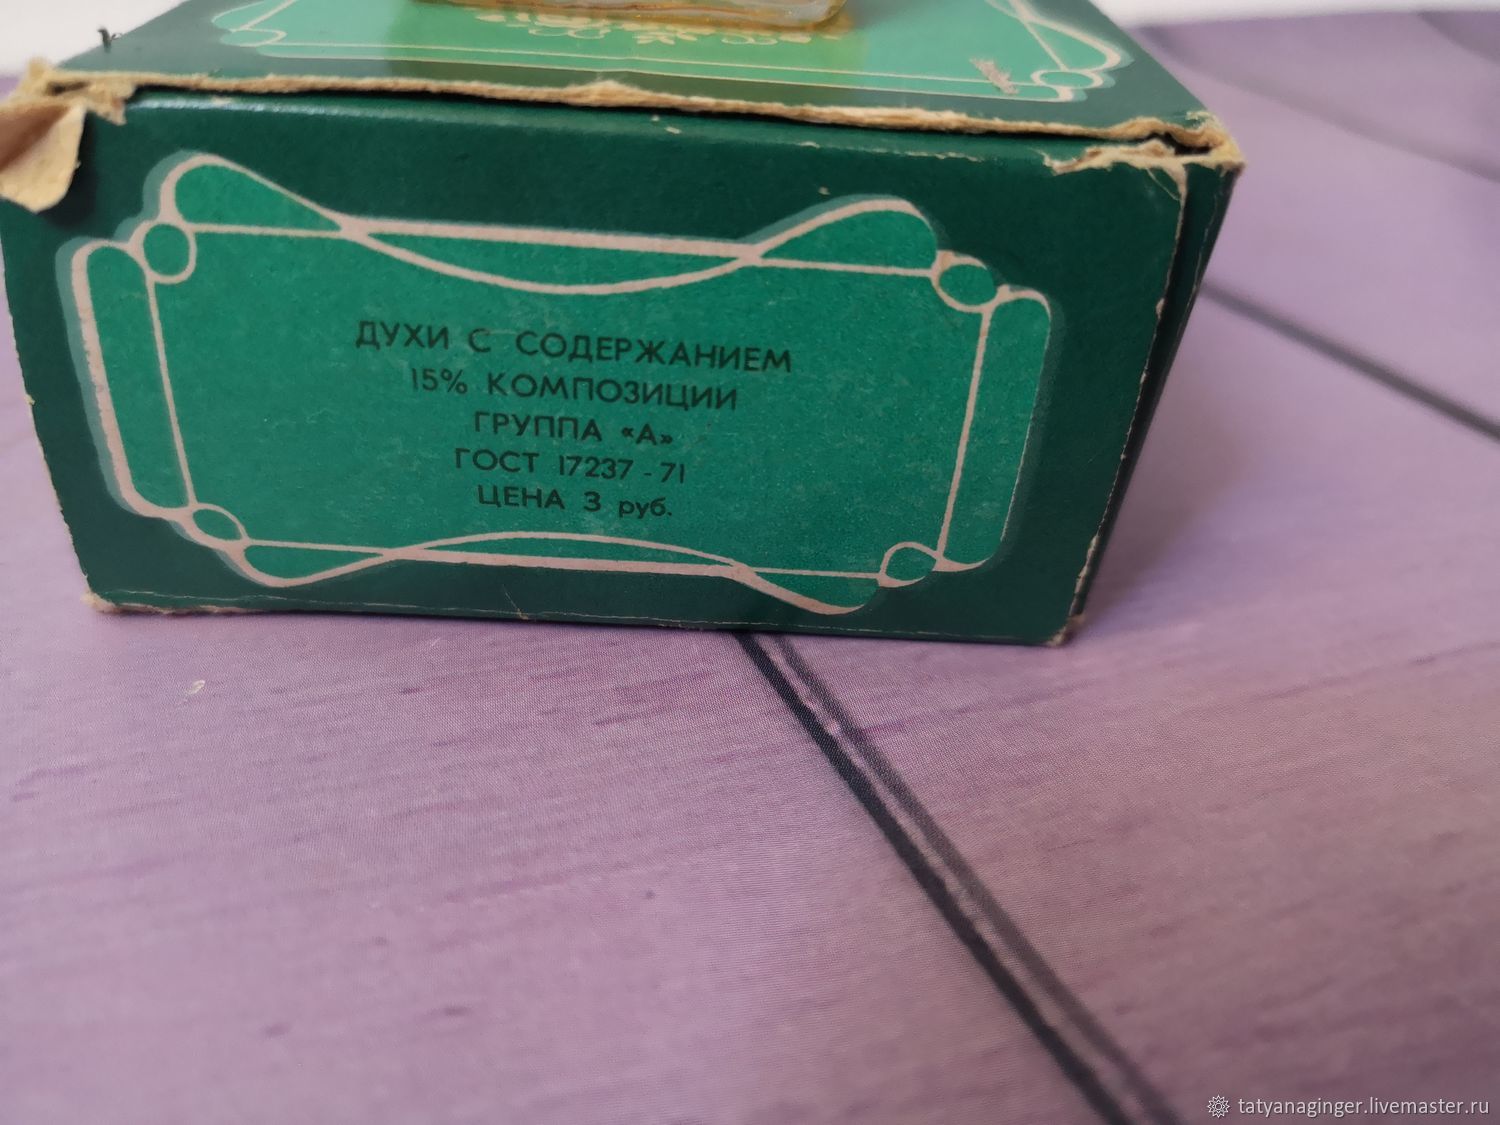 ДУХИ С СОДЕРЖАНИЕМ
15% КОМПОЗИЦИИ
ГРУППА «А»
ГОСТ 17237-71
ЦЕНА 3 руб.
tatyanaginger.livemaster.ru